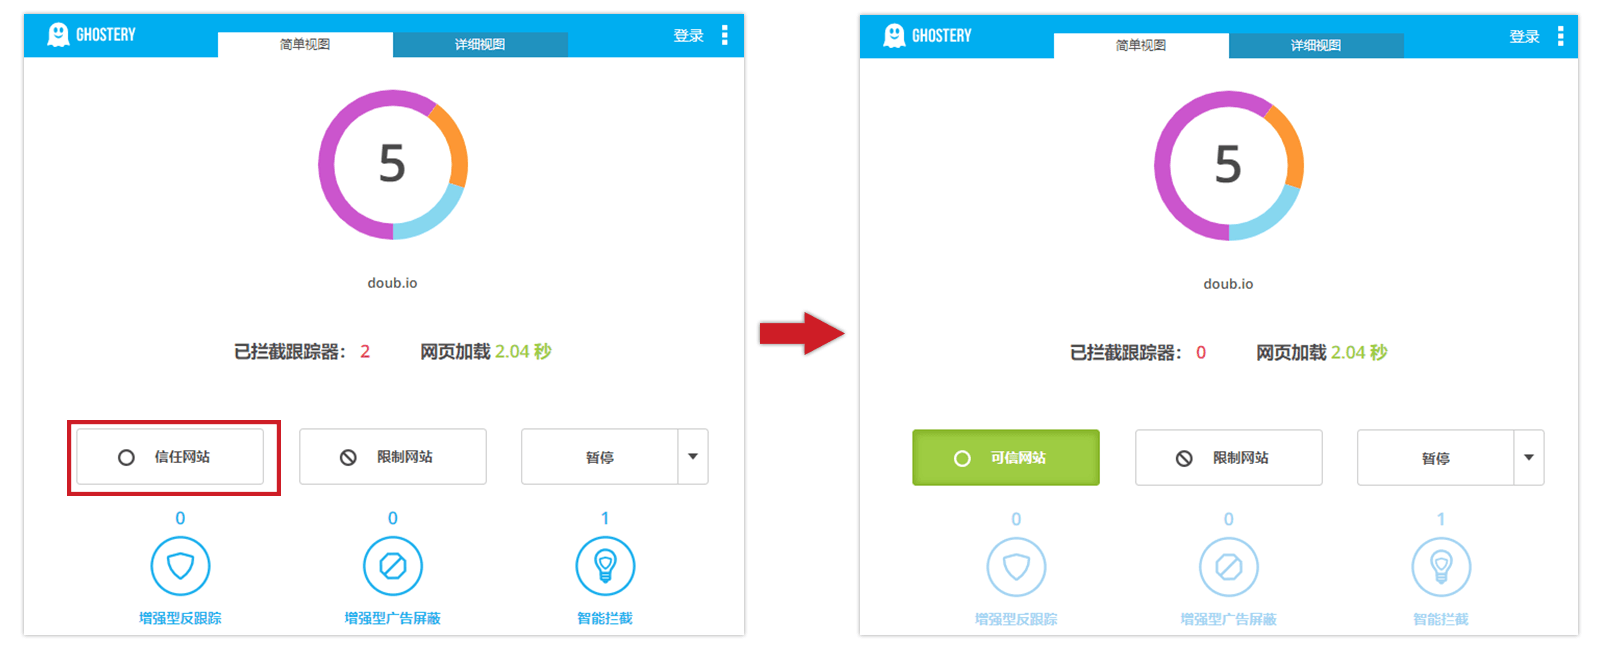 GHOSTERY
简单视图
详细视图
登录
5
doub.io
已拦截跟踪器： 2 网页加载 2.04 秒
信任网站
限制网站
暂停
0
0
1
增强型反跟踪
增强型广告屏蔽
智能拦截
GHOSTERY
简单视图
详细视图
登录
5
doub.io
已拦截跟踪器： 0 网页加载 2.04 秒
可信网站
限制网站
暂停
0
0
1
增强型反跟踪
增强型广告屏蔽
智能拦截